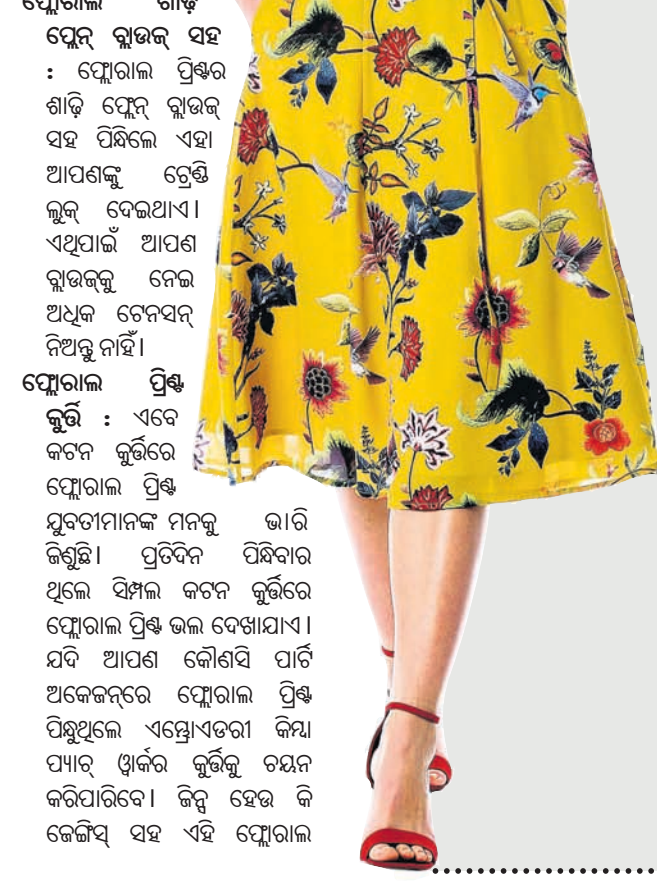 ଫ୍ଲୋରାଲ ଶାଢ଼ି
ପ୍ଲେନ୍ ବ୍ଲାଉଜ୍ ସହ
: ଫ୍ଲୋରାଲ ପ୍ରିଣ୍ଟର
ଶାଢ଼ି ଫ୍ଲେନ୍ ବ୍ଲାଉଜ୍
ସହ ପିନ୍ଧିଲେ ଏହା
ଆପଣଙ୍କୁ ଟ୍ରେଣ୍ଡି
ଲୁକ୍ ଦେଇଥାଏ।
ଏଥିପାଇଁ ଆପଣ
ବ୍ଲାଉଜ୍‌କୁ ନେଇ
ଅଧିକ ଟେନସନ୍
ନିଅନ୍ତୁ ନାହିଁ।
ଫ୍ଲୋରାଲ ପ୍ରିଣ୍ଟ
କୁର୍ତ୍ତି : ଏବେ
କଟନ କୁର୍ତ୍ତିରେ
ଫ୍ଲୋରାଲ ପ୍ରିଣ୍ଟ
ଯୁବତୀମାନଙ୍କ ମନକୁ ଭାରି
ଜିଣୁଛି। ପ୍ରତିଦିନ ପିନ୍ଧିବାର
ଥିଲେ ସିମ୍ପଲ କଟନ କୁର୍ତ୍ତିରେ
ଫ୍ଲୋରାଲ ପ୍ରିଣ୍ଟ ଭଲ ଦେଖାଯାଏ।
ଯଦି ଆପଣ କୌଣସି ପାର୍ଟି
ଅକେଜନ୍‌ରେ ଫ୍ଲୋରାଲ ପ୍ରିଣ୍ଟ
ପିନ୍ଧୁଥିଲେ ଏମ୍ବ୍ରୋଏଡରୀ କିମ୍ବା
ପ୍ୟାଚ୍ ୱାର୍କର କୁର୍ତ୍ତିକୁ ଚୟନ
କରିପାରିବେ। ଜିନ୍ସ ହେଉ କି
ଜେଙ୍ଗିସ୍ ସହ ଏହି ଫ୍ଲୋରାଲ